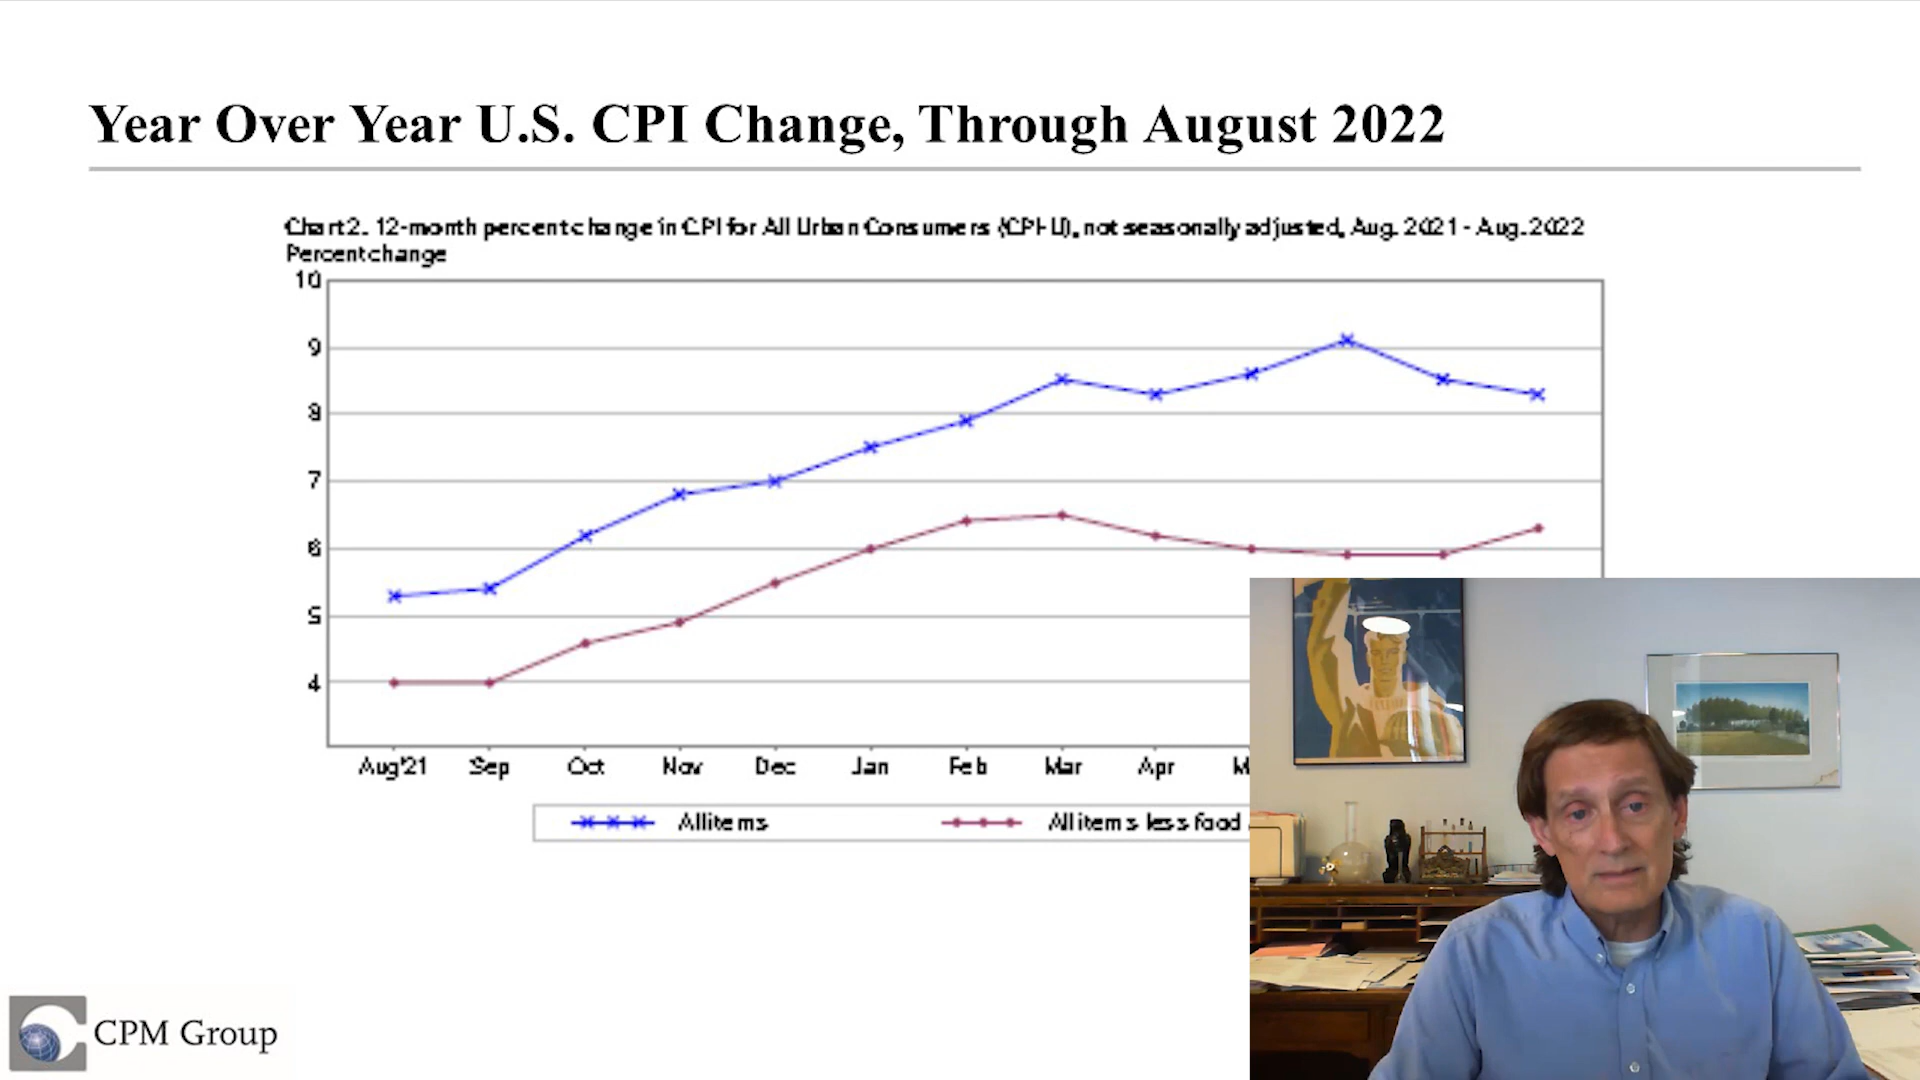 Year Over Year U.S. CPI Change, Through August 2022
Chart 2. 12-month percent change in CPI for All Urban Consumers (CPI-U), not seasonally adjusted, Aug. 2021 - Aug. 2022
Percent change
10
9
8
7
6
5
4
Aug'21 Sep Oct Nov Dec Jan Feb Mar Apr M
All items All items less food
CPM Group